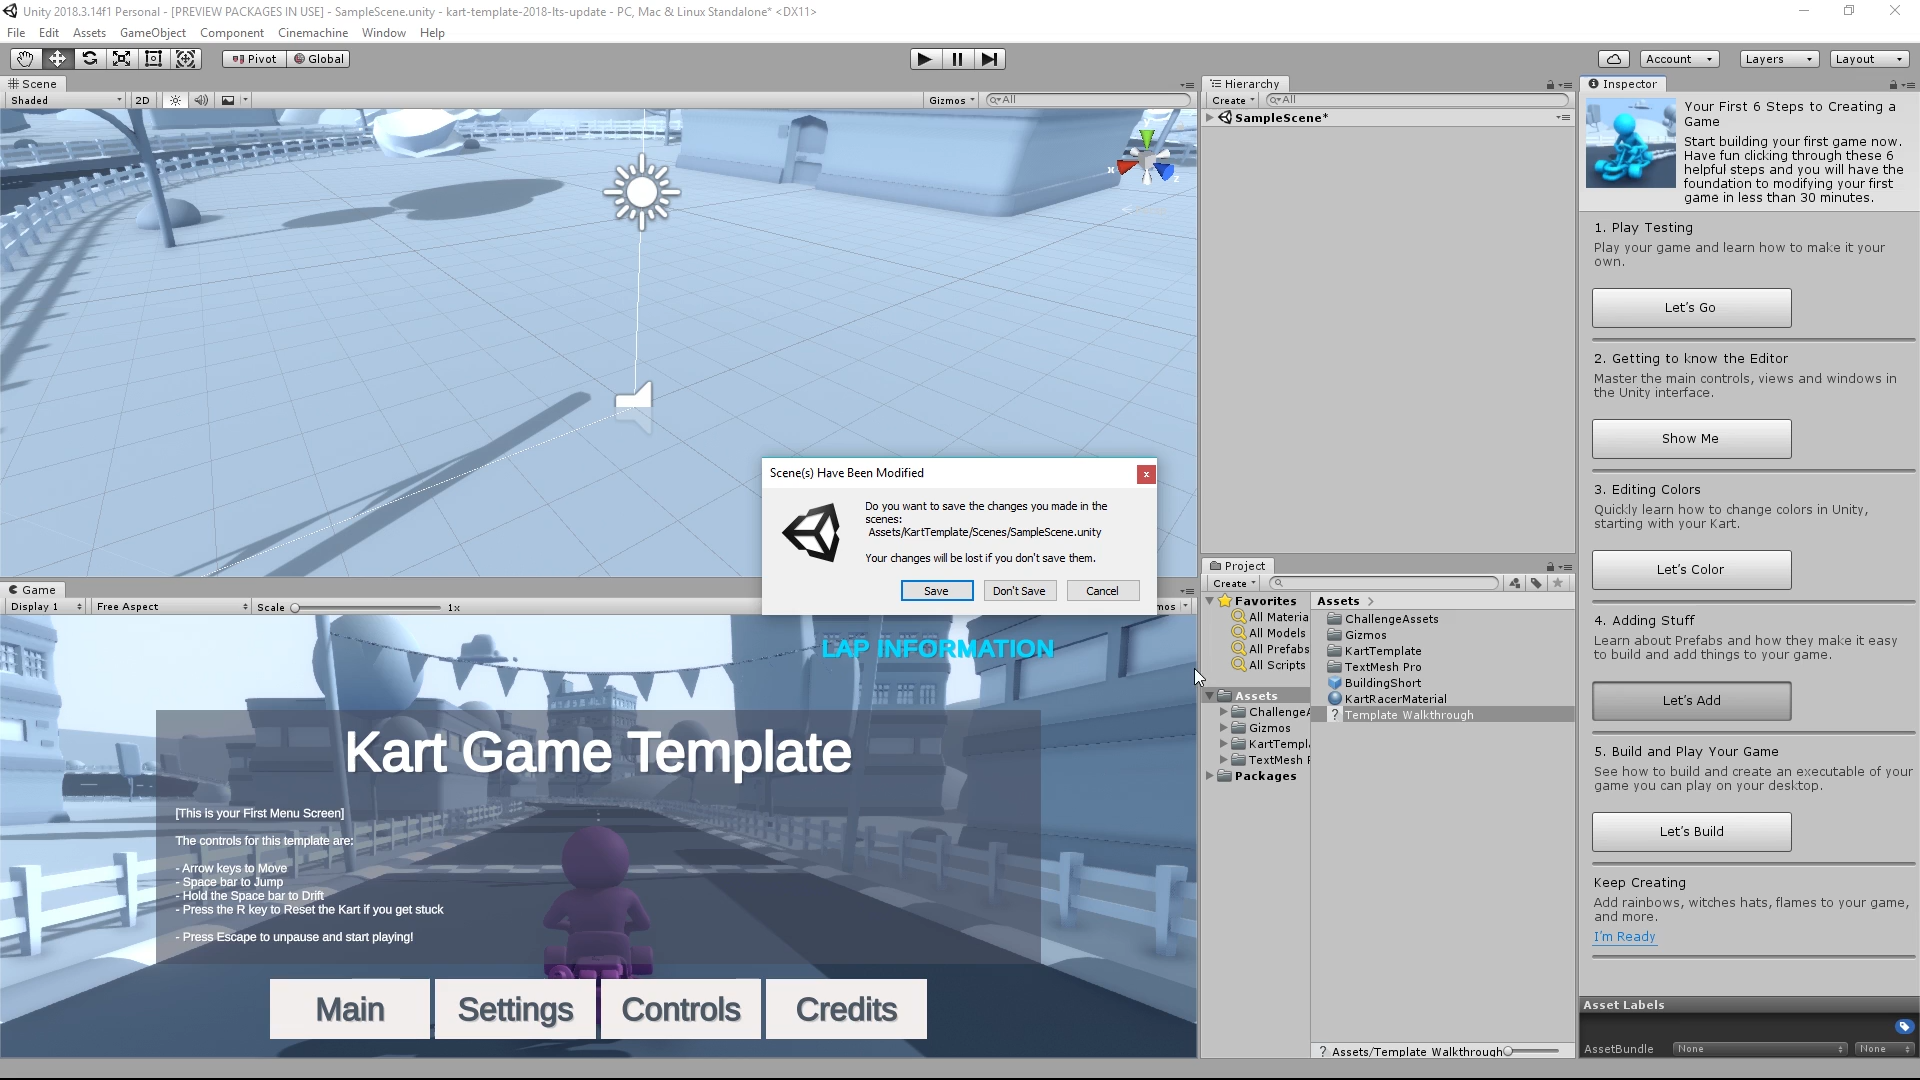 Unity 2018.3.14f1 Personal - [PREVIEW PACKAGES IN USE] - SampleScene.unity - kart-template-2018-lts-update - PC, Mac & Linux Standalone* <DX11>
File Edit Assets GameObject Component Cinemachine Window Help
Pivot Global Account Layers Layout
Scene
Shaded 2D Gizmos All
x y z
Hierarchy
Create All
SampleScene*
Inspector
Your First 6 Steps to Creating a
Game
Start building your first game now.
Have fun clicking through these 6
helpful steps and you will have the
foundation to modifying your first
game in less than 30 minutes.
1. Play Testing
Play your game and learn how to make it your
own.
Let's Go
2. Getting to know the Editor
Master the main controls, views and windows in
the Unity interface.
Show Me
3. Editing Colors
Quickly learn how to change colors in Unity,
starting with your Kart.
Let's Color
4. Adding Stuff
Learn about Prefabs and how they make it easy
to build and add things to your game.
Let's Add
5. Build and Play Your Game
See how to build and create an executable of your
game you can play on your desktop.
Let's Build
Keep Creating
Add rainbows, witches hats, flames to your game,
and more.
I'm Ready
Asset Labels
AssetBundle None None
Scene(s) Have Been Modified
Do you want to save the changes you made in the
scenes:
Assets/KartTemplate/Scenes/SampleScene.unity
Your changes will be lost if you don't save them.
Save Don't Save Cancel
Project
Create
Favorites
All Materia
All Models
All Prefabs
All Scripts
Assets
ChallengeA
Gizmos
KartTempl
TextMesh P
Packages
Assets >
ChallengeAssets
Gizmos
KartTemplate
TextMesh Pro
BuildingShort
KartRacerMaterial
? Template Walkthrough
? Assets/Template Walkthrough
Game
Display 1 Free Aspect Scale 1x mos
LAP INFORMATION
Kart Game Template
[This is your First Menu Screen]
The controls for this template are:
- Arrow keys to Move
- Space bar to Jump
- Hold the Space bar to Drift
- Press the R key to Reset the Kart if you get stuck
- Press Escape to unpause and start playing!
Main Settings Controls Credits